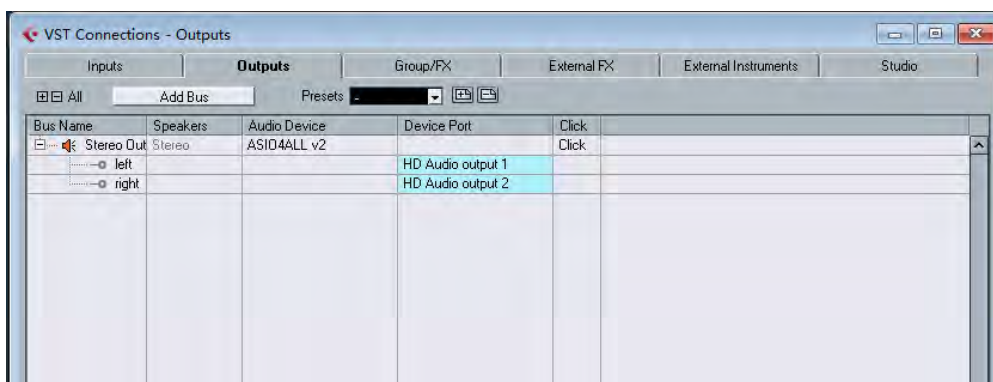 VST Connections - Outputs
Inputs Outputs Group/FX External FX External Instruments Studio
All Add Bus Presets -
Bus Name Speakers Audio Device Device Port Click
Stereo Out Stereo ASIO4ALL v2 Click
left HD Audio output 1
right HD Audio output 2